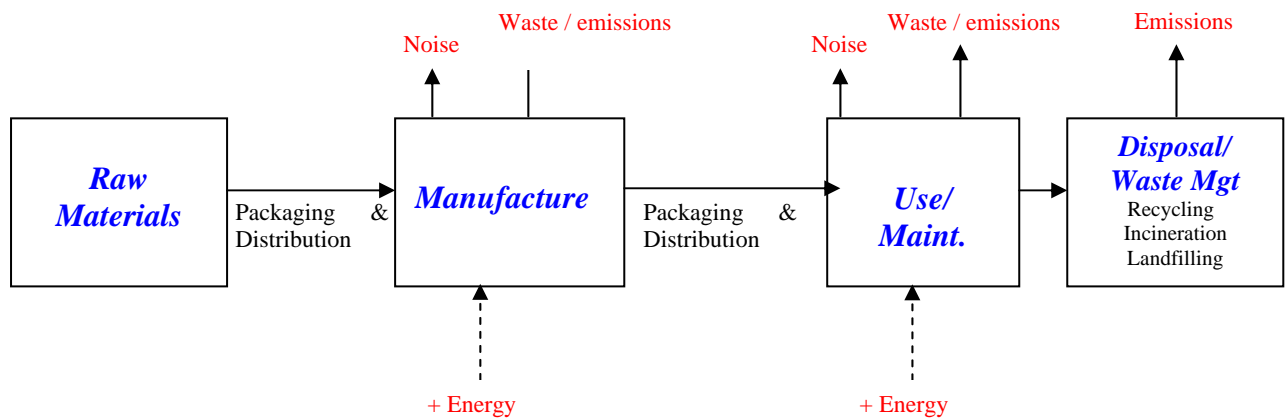 Noise
Waste / emissions
Noise
Waste / emissions
Emissions
Raw
Materials
Packaging &
Distribution
Manufacture
Packaging &
Distribution
Use/
Maint.
Disposal/
Waste Mgt
Recycling
Incineration
Landfilling
+ Energy
+ Energy